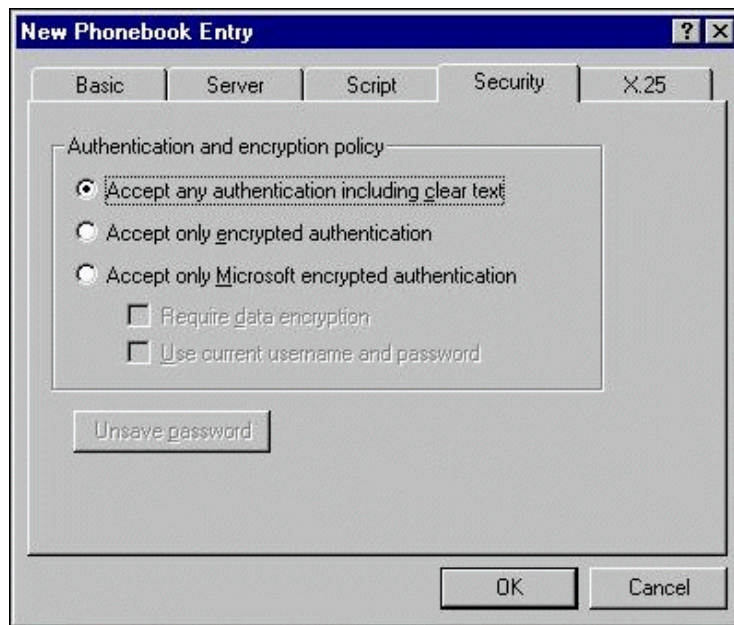 New Phonebook Entry
Basic Server Script Security X.25
Authentication and encryption policy
Accept any authentication including clear text
Accept only encrypted authentication
Accept only Microsoft encrypted authentication
Require data encryption
Use current username and password
Unsave password
OK Cancel